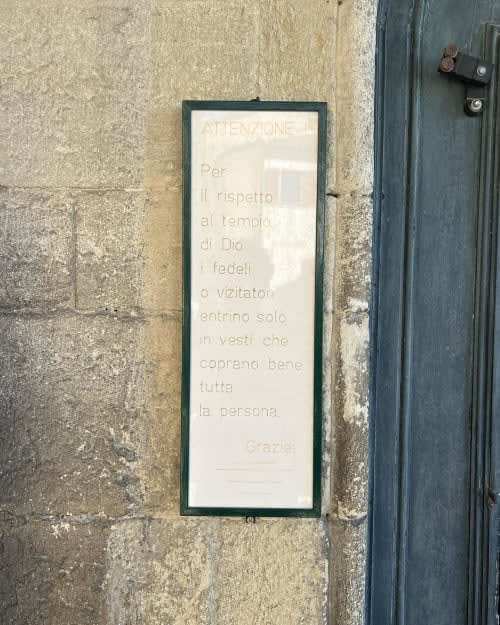 ATTENZIONE !
Per
il rispetto
al tempio
di Dio
i fedeli
o vizitatori
entrino solo
in vesti che
coprano bene
tutta
la persona.
Grazie